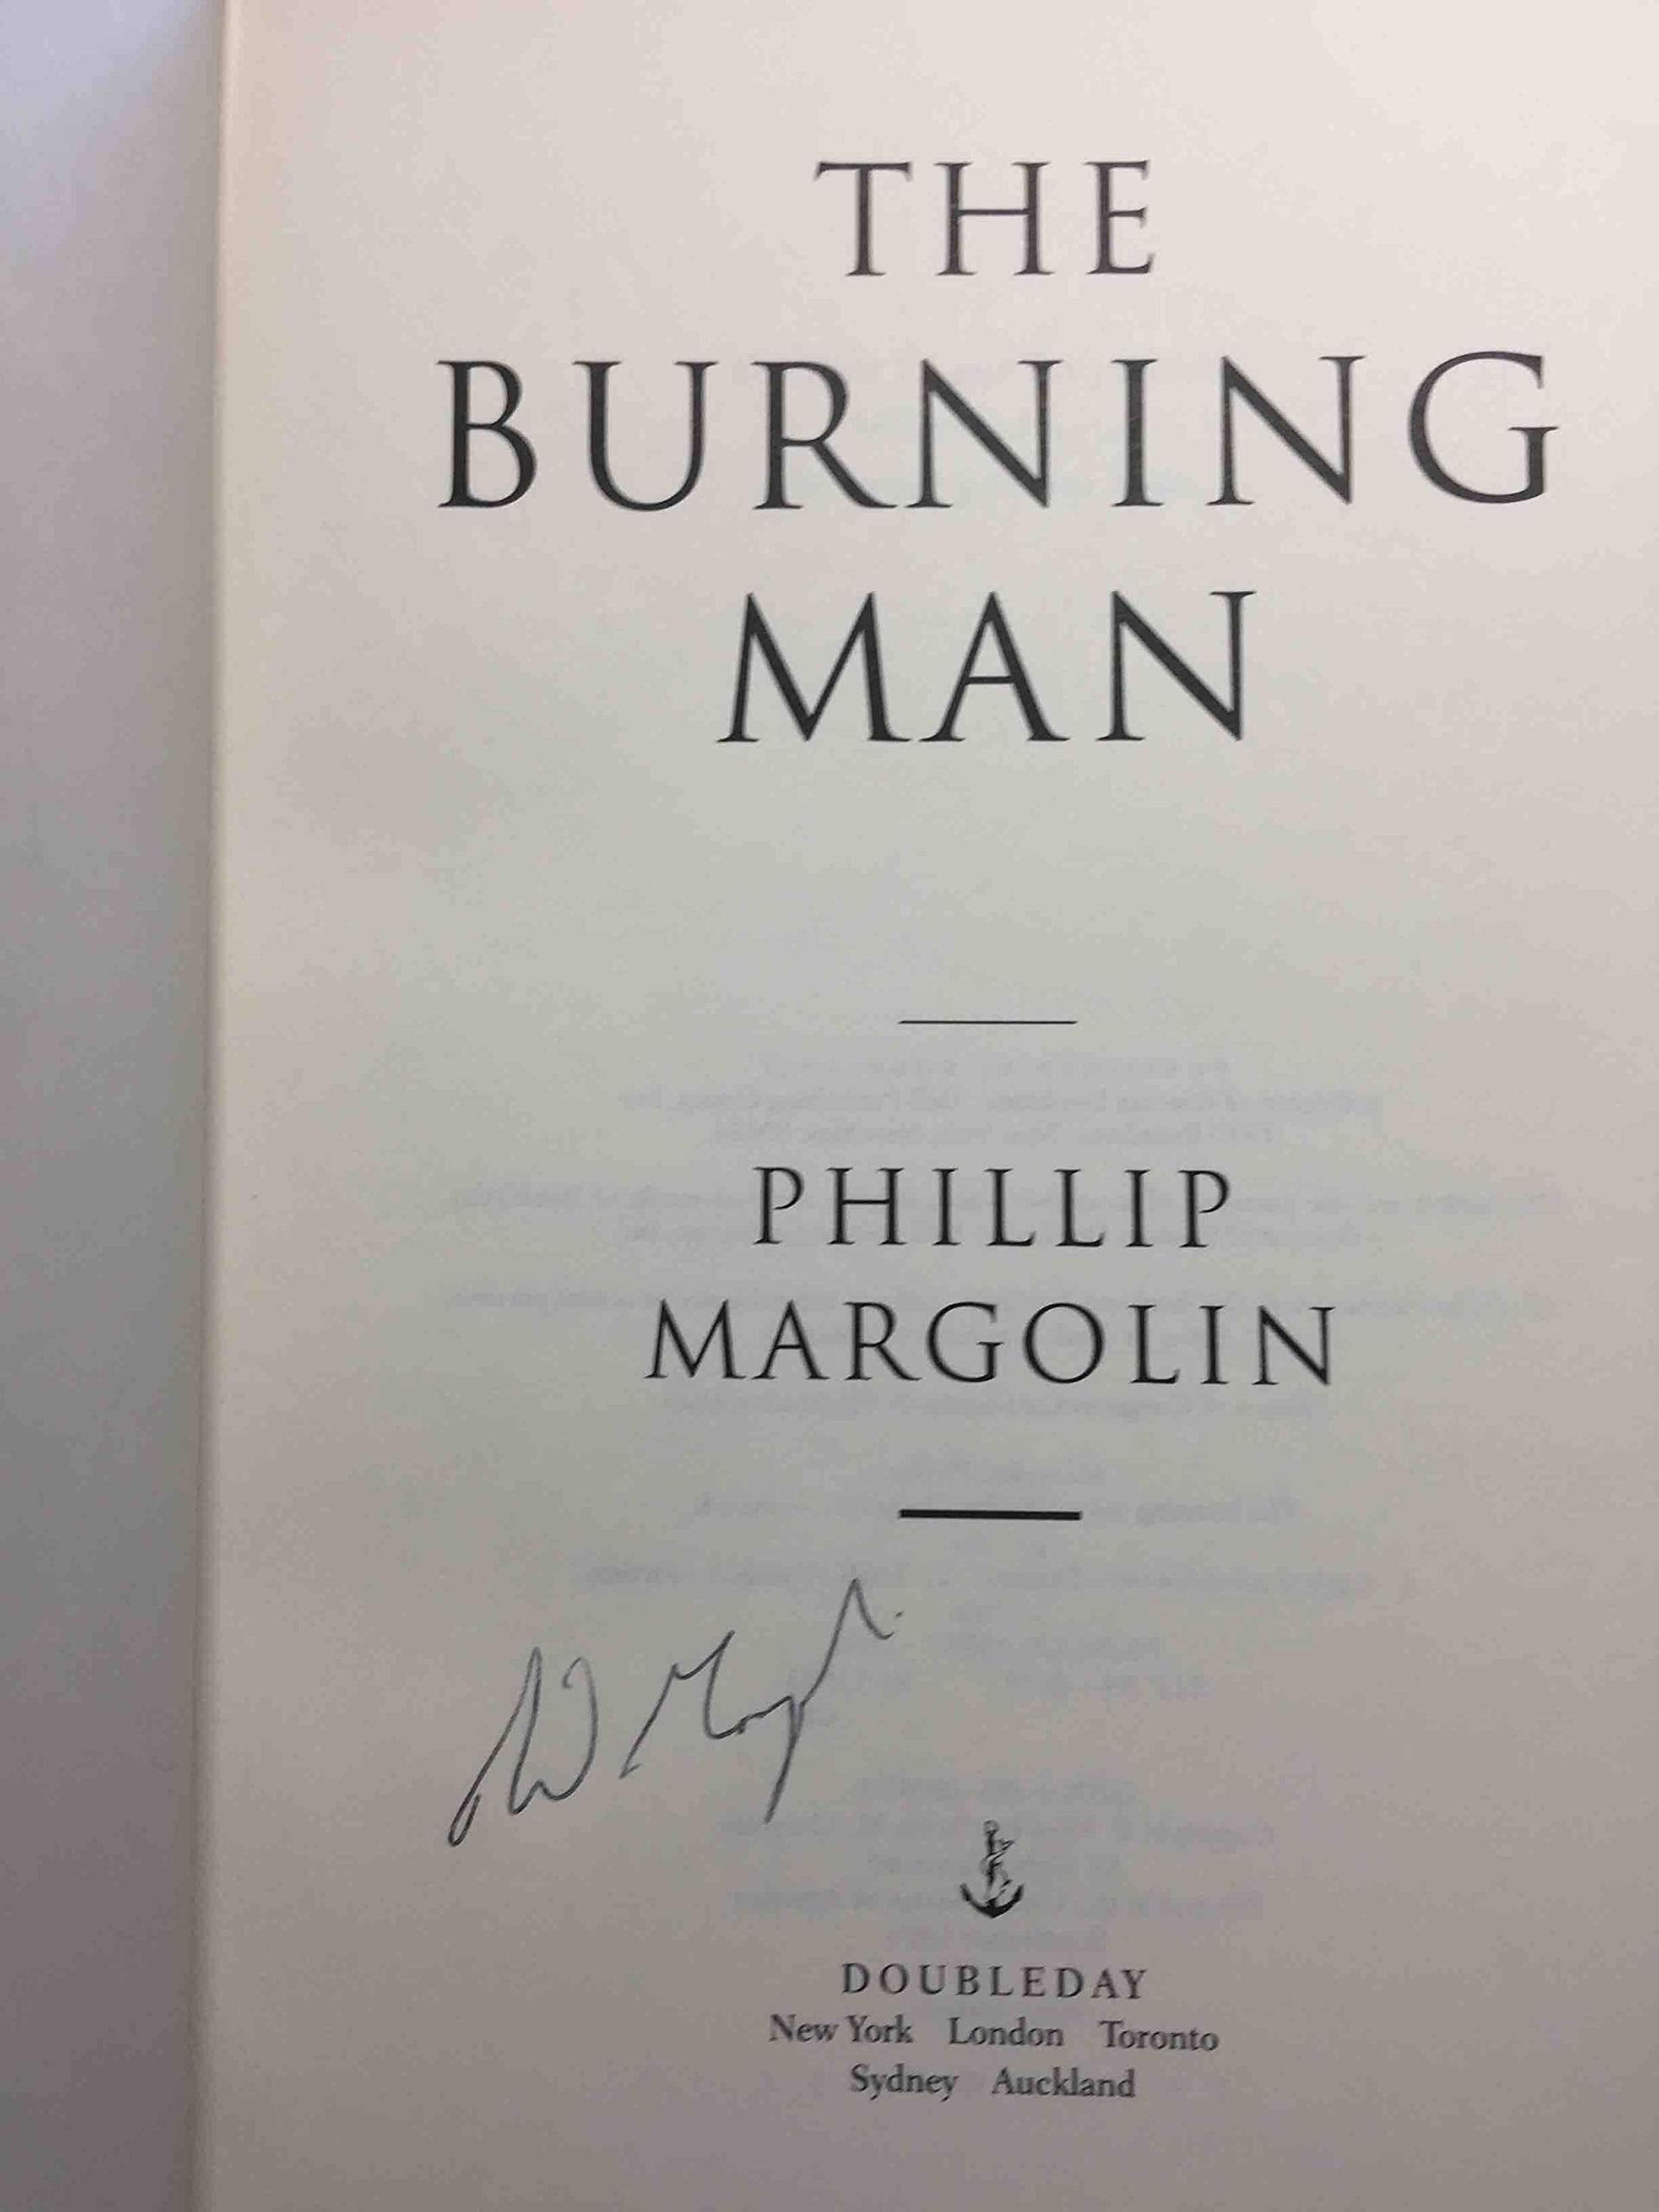 THE
BURNING
MAN
PHILLIP
MARGOLIN
DOUBLEDAY
New York London Toronto
Sydney Auckland